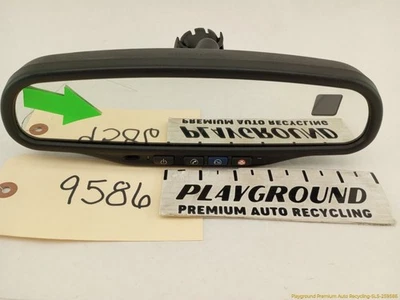 PLAYGROUND
PREMIUM AUTO RECYCLING
9586
PLAYGROUND
PREMIUM AUTO RECYCLING